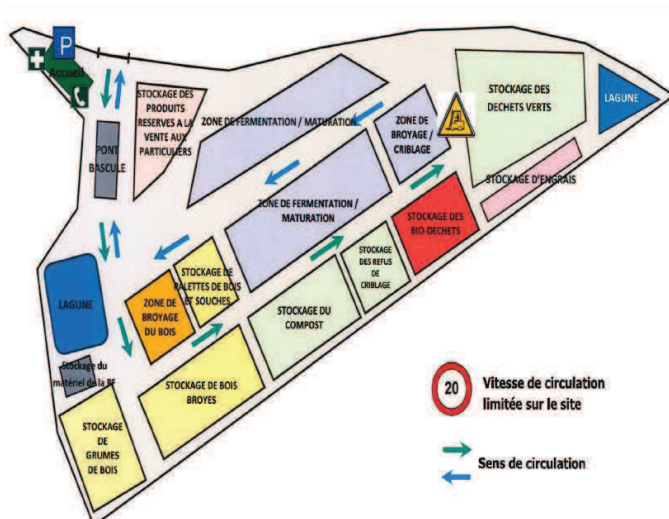 P
Accueil
STOCKAGE DES
PRODUITS
RESERVES A LA
VENTE AUX
PARTICULIERS
PONT
BASCULE
ZONE DE FERMENTATION / MATURATION
ZONE DE
BROYAGE /
CRIBLAGE
STOCKAGE DES
DECHETS VERTS
LAGUNE
STOCKAGE D'ENGRAIS
ZONE DE FERMENTATION /
MATURATION
STOCKAGE DES
BIO-DECHETS
STOCKAGE
DES REFUS DE
CRIBLAGE
STOCKAGE DE
PALETTES DE BOIS
ET SOUCHES
LAGUNE
ZONE DE
BROYAGE
DU BOIS
STOCKAGE DU
COMPOST
Stockage du
matériel de la PF
STOCKAGE DE BOIS
BROYES
STOCKAGE
DE
GRUMES
DE BOIS
20
Vitesse de circulation
limitée sur le site
Sens de circulation